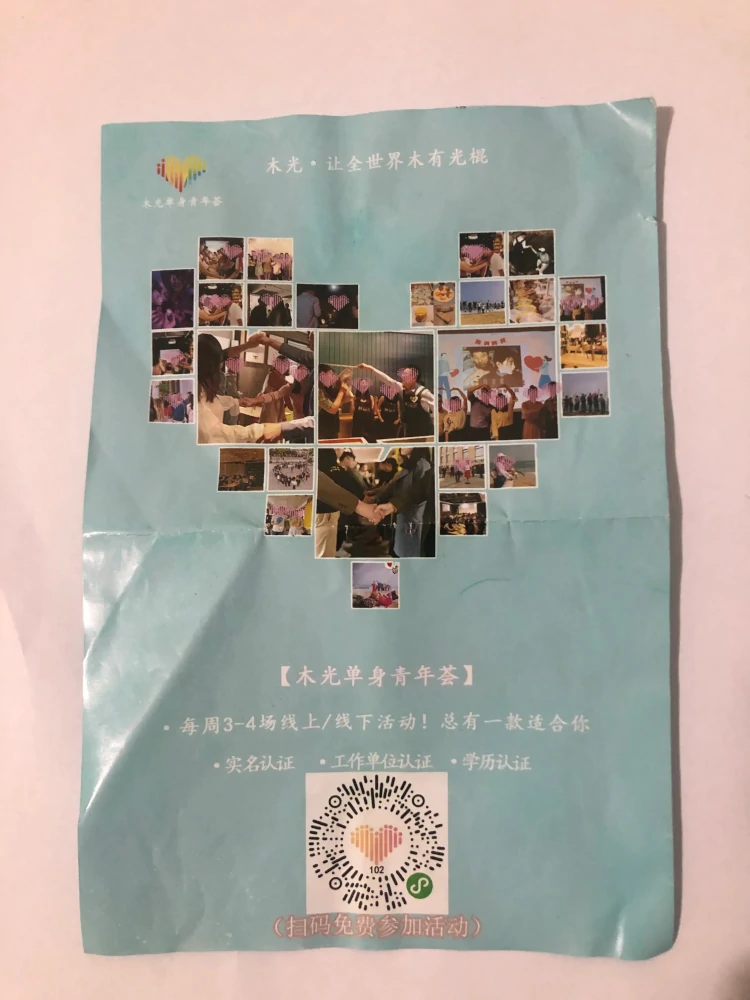 木光·让全世界木有光棍
木光单身青年荟
【木光单身青年荟】
·每周3-4场线上/线下活动！总有一款适合你
·实名认证 ·工作单位认证 ·学历认证
102
（扫码免费参加活动）